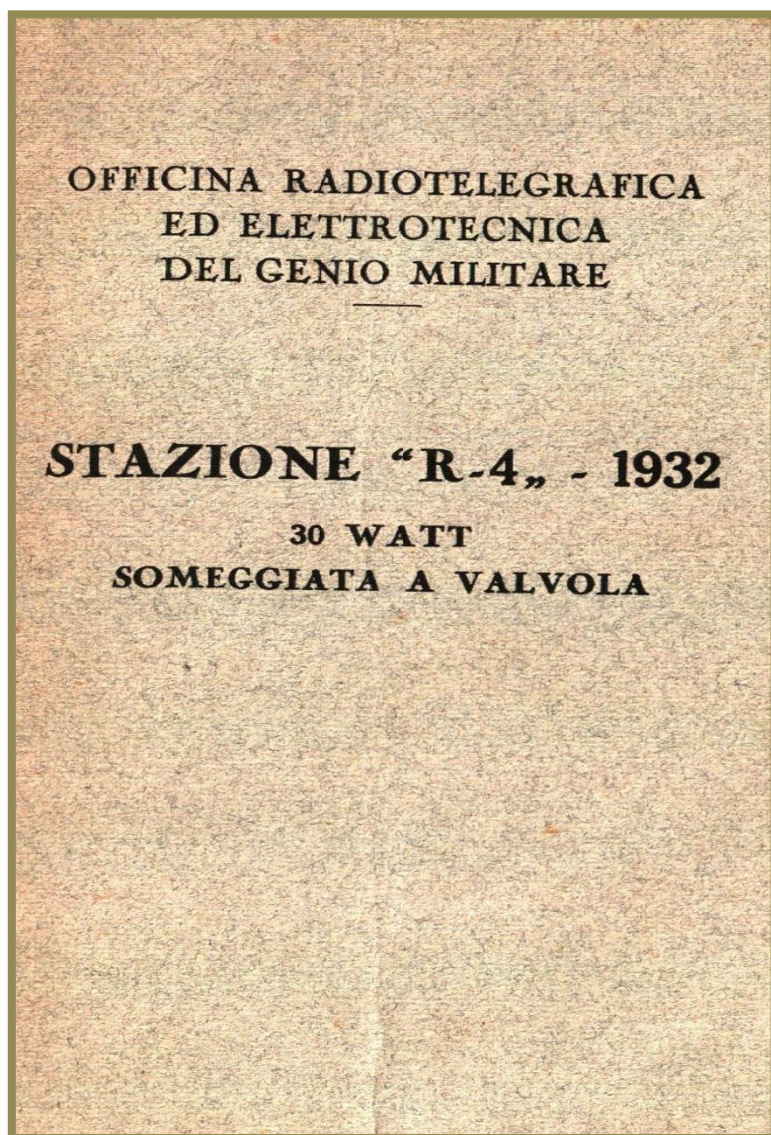 OFFICINA RADIOTELEGRAFICA
ED ELETTROTECNICA
DEL GENIO MILITARE
STAZIONE “R-4„ - 1932
30 WATT
SOMEGGIATA A VALVOLA